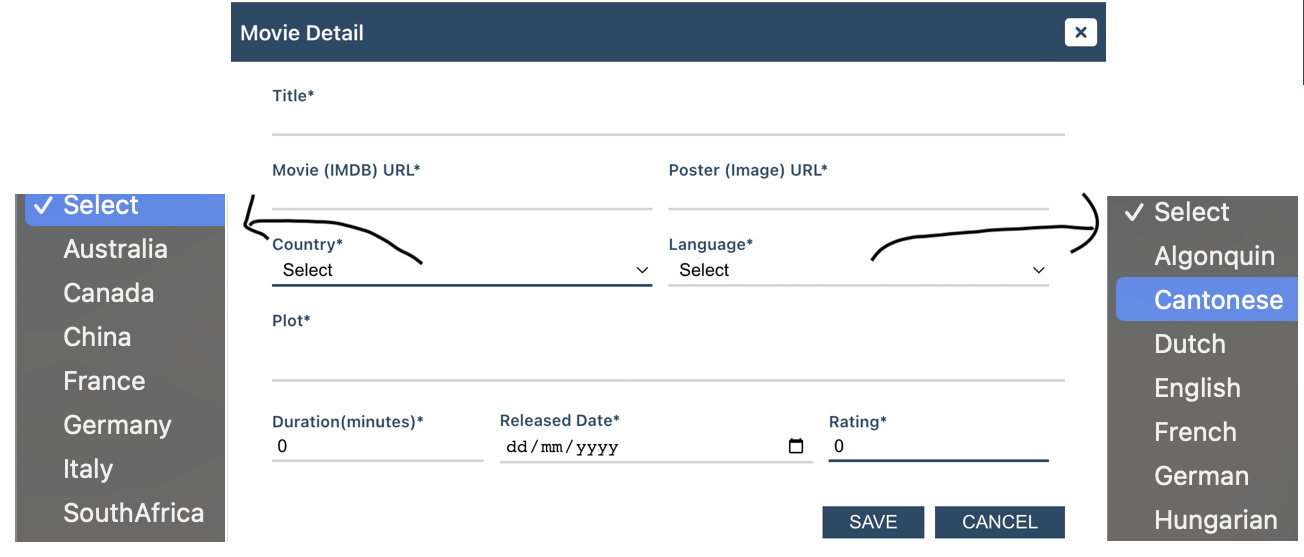 Movie Detail
Title*
Movie (IMDB) URL*
Poster (Image) URL*
Country*
Select
Language*
Select
Plot*
Duration(minutes)*
0
Released Date*
dd/mm/yyyy
Rating*
0
SAVE
CANCEL
Select
Australia
Canada
China
France
Germany
Italy
SouthAfrica
Select
Algonquin
Cantonese
Dutch
English
French
German
Hungarian